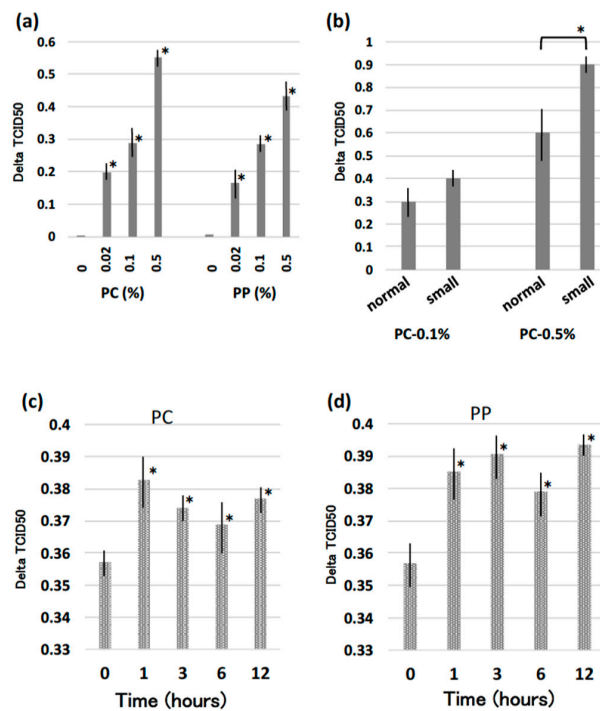 (a)
0.6
0.5
0.4
0.3
0.2
0.1
0
Delta TCID50
*
*
*
*
*
*
0
0.02
0.1
0.5
0
0.02
0.1
0.5
PC (%)
PP (%)
(b)
1
0.9
0.8
0.7
0.6
0.5
0.4
0.3
0.2
0.1
0
Delta TCID50
*
normal
small
normal
small
PC-0.1%
PC-0.5%
(c)
PC
0.4
0.39
0.38
0.37
0.36
0.35
0.34
0.33
Delta TCID50
*
*
*
*
0 1 3 6 12
Time (hours)
(d)
PP
0.4
0.39
0.38
0.37
0.36
0.35
0.34
0.33
Delta TCID50
*
*
*
*
0 1 3 6 12
Time (hours)